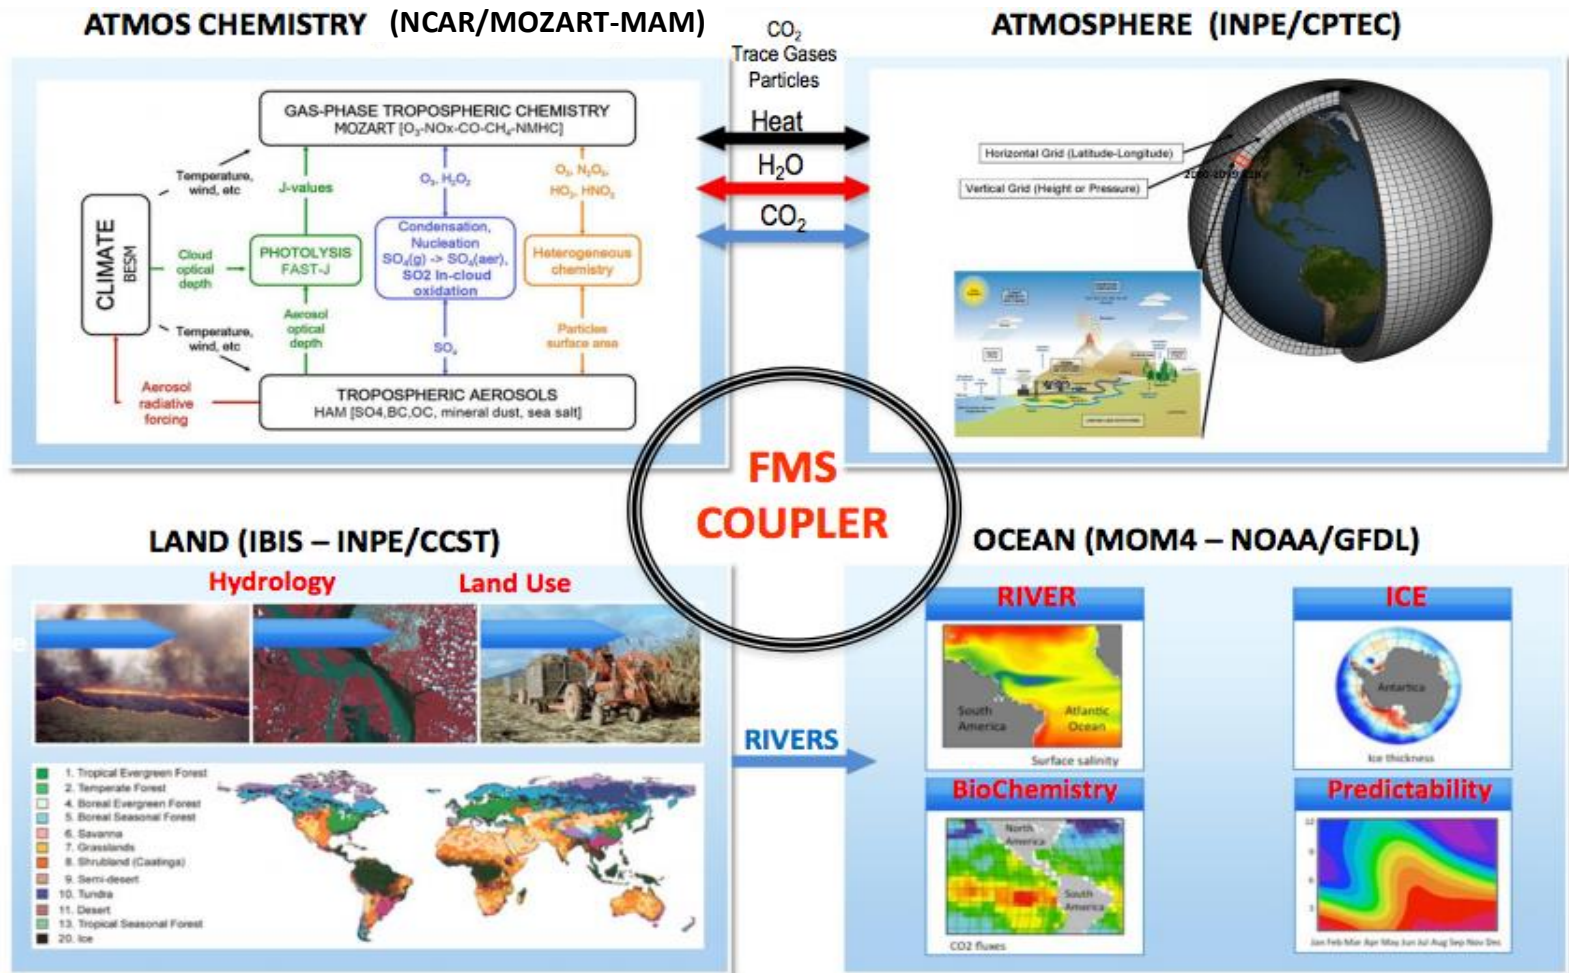 ATMOS CHEMISTRY (NCAR/MOZART-MAM)
GAS-PHASE TROPOSPHERIC CHEMISTRY
MOZART [O₃-NOx-CO-CH₄-NMHC]
Temperature,
wind, etc
J-values
O₃, H₂O₂
O₃, N₂O₅,
HO₂, HNO₃
CLIMATE
BESM
Cloud
optical
depth
PHOTOLYSIS
FAST-J
Condensation,
Nucleation
SO₄(g) -> SO₄(aer),
SO2 In-cloud
oxidation
Heterogeneous
chemistry
Temperature,
wind, etc
Aerosol
optical
depth
SO₄
Particles
surface area
Aerosol
radiative
forcing
TROPOSPHERIC AEROSOLS
HAM [SO4,BC,OC, mineral dust, sea salt]
CO₂
Trace Gases
Particles
Heat
H₂O
CO₂
ATMOSPHERE (INPE/CPTEC)
Horizontal Grid (Latitude-Longitude)
Vertical Grid (Height or Pressure)
FMS
COUPLER
LAND (IBIS – INPE/CCST)
Hydrology
Land Use
1. Tropical Evergreen Forest
2. Temperate Forest
4. Boreal Evergreen Forest
5. Boreal Seasonal Forest
6. Savanna
7. Grasslands
8. Shrubland (Caatinga)
9. Semi-desert
10. Tundra
11. Desert
13. Tropical Seasonal Forest
20. Ice
RIVERS
OCEAN (MOM4 – NOAA/GFDL)
RIVER
South
America
Atlantic
Ocean
Surface salinity
ICE
Antartica
Ice thickness
BioChemistry
North
America
South
America
CO2 fluxes
Predictability
12
9
6
3
Jan Feb Mar Apr May Jun Jul Aug Sep Nov Dec